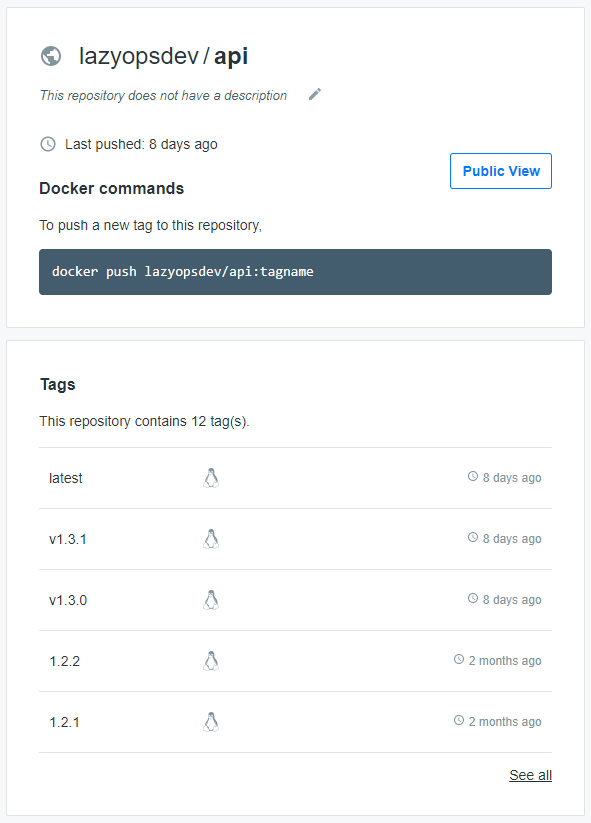 lazyopsdev / api
This repository does not have a description
Last pushed: 8 days ago
Public View
Docker commands
To push a new tag to this repository,
docker push lazyopsdev/api:tagname
Tags
This repository contains 12 tag(s).
latest 8 days ago
v1.3.1 8 days ago
v1.3.0 8 days ago
1.2.2 2 months ago
1.2.1 2 months ago
See all